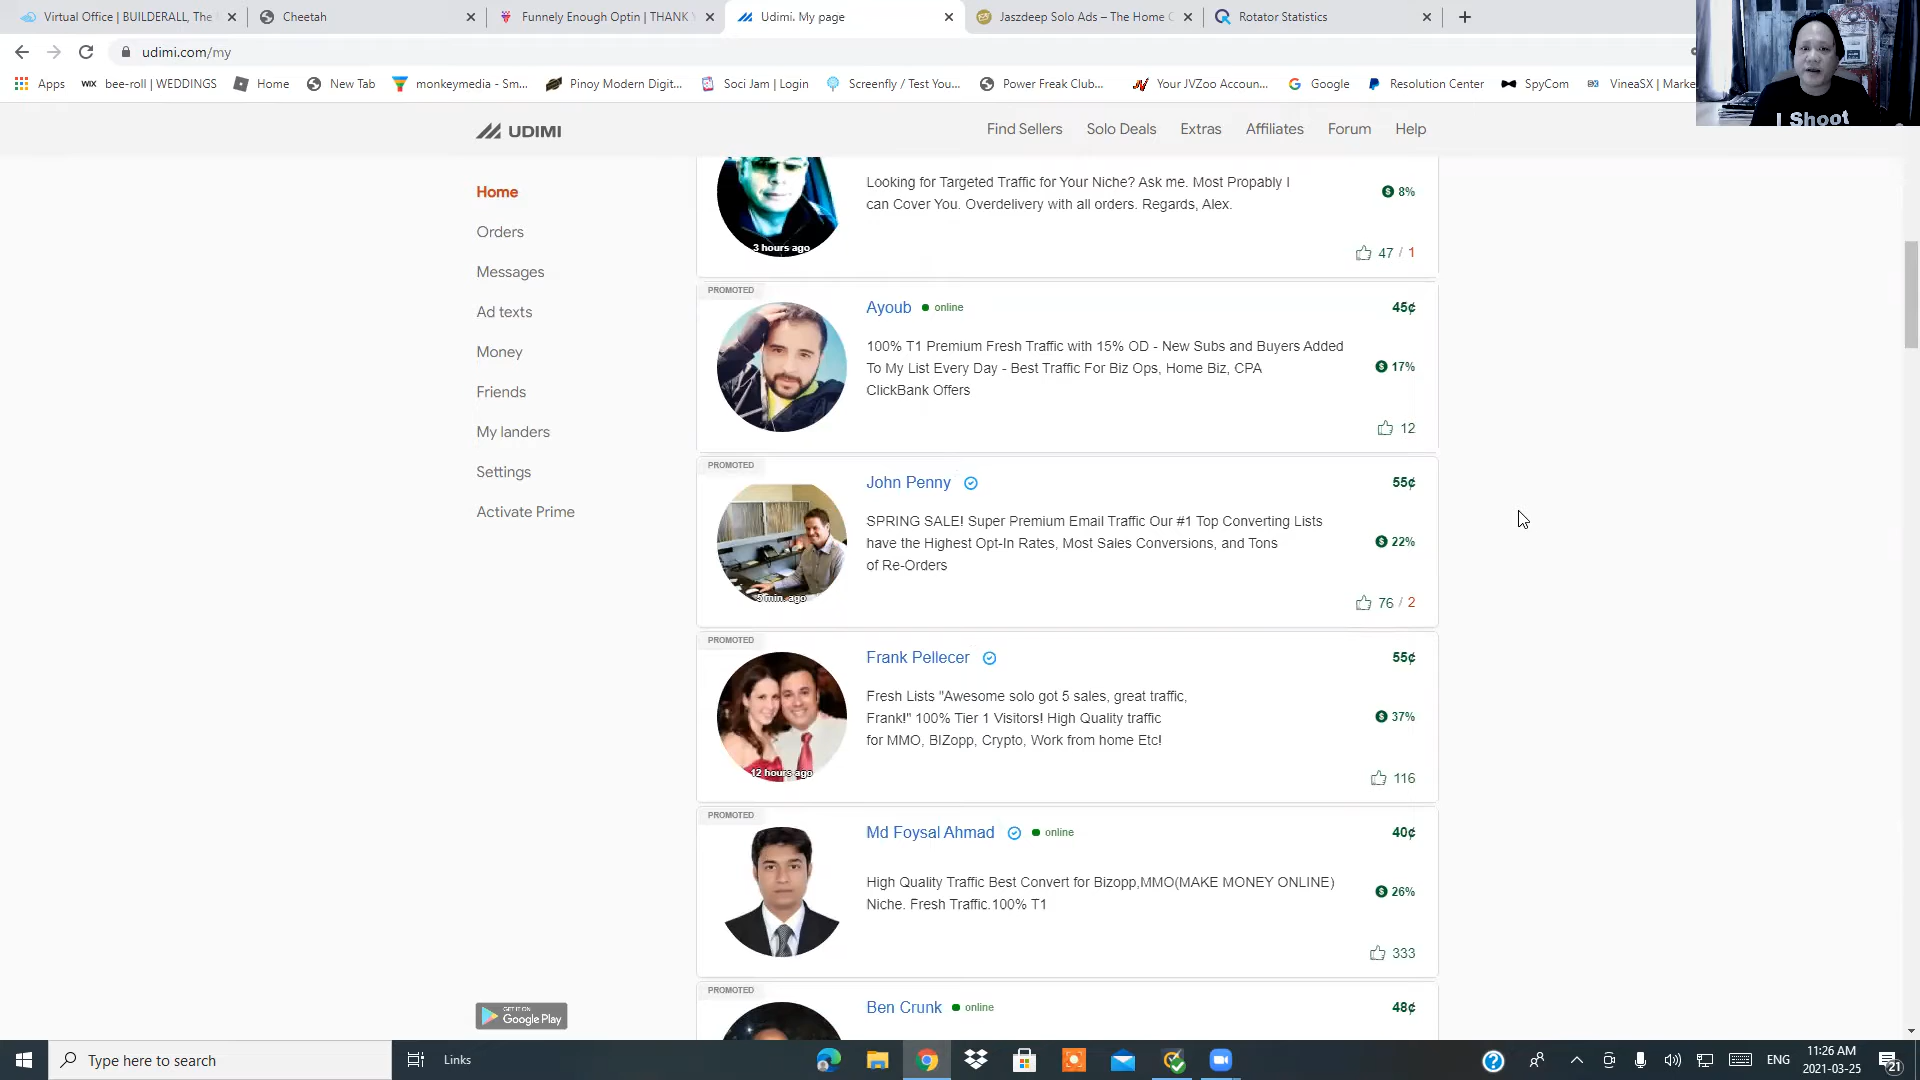 Virtual Office | BUILDERALL, The
Cheetah
Funnely Enough Optin | THANK
Udimi. My page
Jaszdeep Solo Ads – The Home
Rotator Statistics
udimi.com/my
Apps
WIX bee-roll | WEDDINGS
Home
New Tab
monkeymedia - Sm...
Pinoy Modern Digit...
Soci Jam | Login
Screenfly / Test You...
Power Freak Club...
Your JVZoo Accoun...
Google
Resolution Center
SpyCom
VineaSX | Marke
I Shoot
UDIMI
Find Sellers
Solo Deals
Extras
Affiliates
Forum
Help
Home
Orders
Messages
Ad texts
Money
Friends
My landers
Settings
Activate Prime
GET IT ON
Google Play
Looking for Targeted Traffic for Your Niche? Ask me. Most Propably I
can Cover You. Overdelivery with all orders. Regards, Alex.
8%
3 hours ago
47 / 1
PROMOTED
Ayoub
online
45¢
100% T1 Premium Fresh Traffic with 15% OD - New Subs and Buyers Added
To My List Every Day - Best Traffic For Biz Ops, Home Biz, CPA
ClickBank Offers
17%
12
PROMOTED
John Penny
55¢
SPRING SALE! Super Premium Email Traffic Our #1 Top Converting Lists
have the Highest Opt-In Rates, Most Sales Conversions, and Tons
of Re-Orders
22%
5 min. ago
76 / 2
PROMOTED
Frank Pellecer
55¢
Fresh Lists "Awesome solo got 5 sales, great traffic,
Frank!" 100% Tier 1 Visitors! High Quality traffic
for MMO, BIZopp, Crypto, Work from home Etc!
37%
12 hours ago
116
PROMOTED
Md Foysal Ahmad
online
40¢
High Quality Traffic Best Convert for Bizopp,MMO(MAKE MONEY ONLINE)
Niche. Fresh Traffic.100% T1
26%
333
PROMOTED
Ben Crunk
online
48¢
Type here to search
Links
ENG
11:26 AM
2021-03-25
21